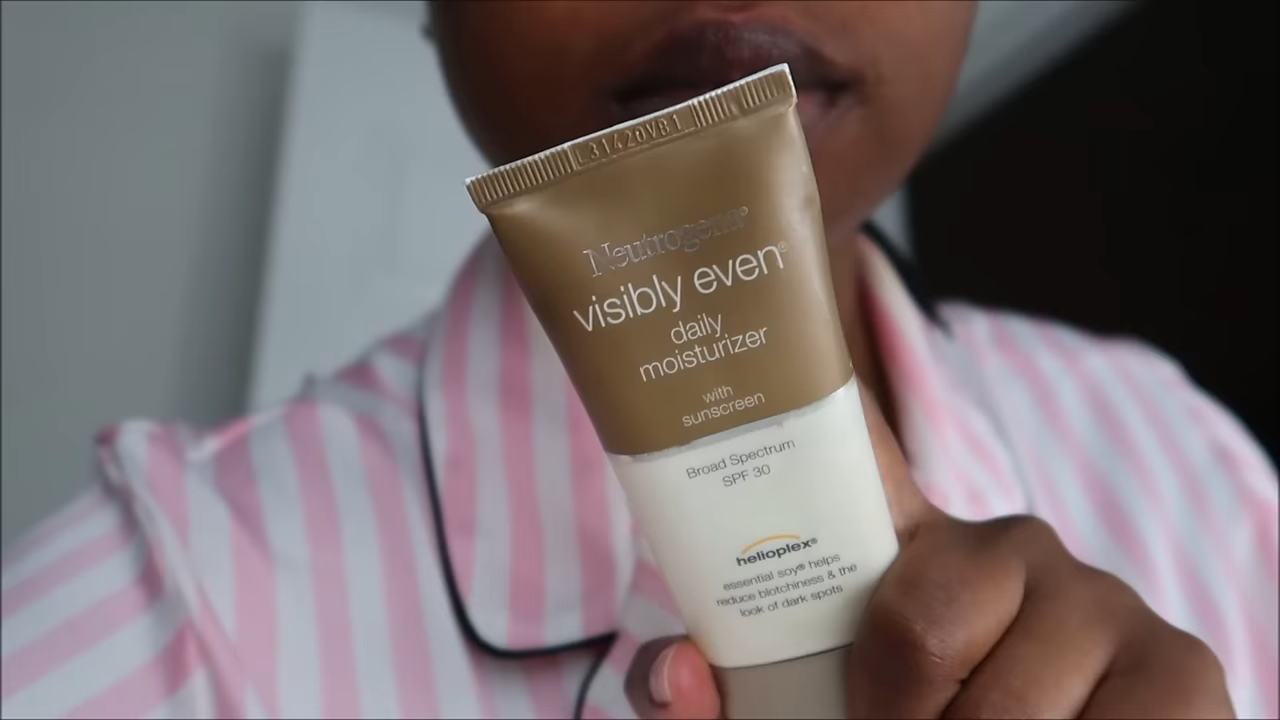 L31420VB1
Neutrogena®
visibly even®
daily
moisturizer
with
sunscreen
Broad Spectrum
SPF 30
helioplex®
essential soy® helps
reduce blotchiness & the
look of dark spots